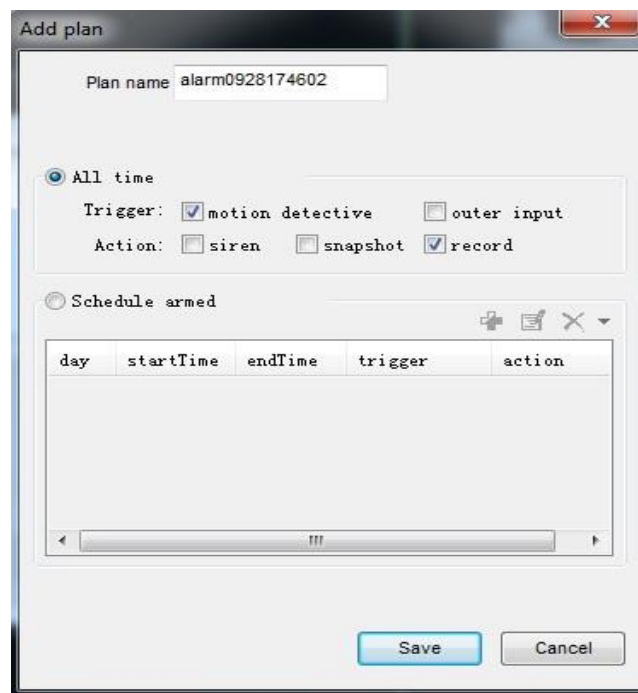 Add plan
Plan name alarm0928174602
All time
Trigger: motion detective outer input
Action: siren snapshot record
Schedule armed
day startTime endTime trigger action
Save Cancel